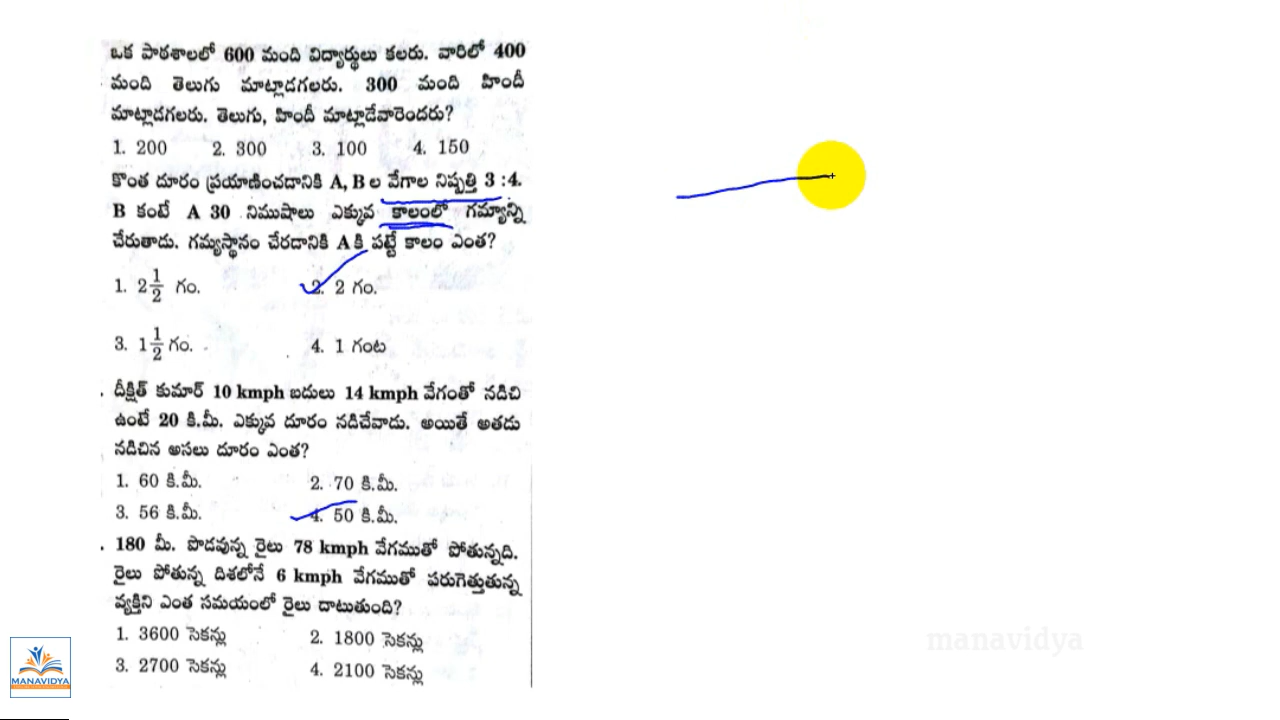 ఒక పాఠశాలలో 600 మంది విద్యార్థులు కలరు. వారిలో 400
మంది తెలుగు మాట్లాడగలరు. 300 మంది హిందీ
మాట్లాడగలరు. తెలుగు, హిందీ మాట్లాడేవారెందరు?
1. 200 2. 300 3. 100 4. 150
కొంత దూరం ప్రయాణించడానికి A, B ల వేగాల నిష్పత్తి 3 : 4.
B కంటే A 30 నిముషాలు ఎక్కువ కాలంలో గమ్యాన్ని
చేరుతాడు. గమ్యస్థానం చేరడానికి A కి పట్టే కాలం ఎంత?
1. 2 1/2 గం. 2. 2 గం.
3. 1 1/2 గం. 4. 1 గంట
. దీక్షిత్ కుమార్ 10 kmph బదులు 14 kmph వేగంతో నడిచి
ఉంటే 20 కి.మీ. ఎక్కువ దూరం నడిచేవాడు. అయితే అతడు
నడిచిన అసలు దూరం ఎంత?
1. 60 కి.మీ. 2. 70 కి.మీ.
3. 56 కి.మీ. 4. 50 కి.మీ.
. 180 మీ. పొడవున్న రైలు 78 kmph వేగముతో పోతున్నది.
రైలు పోతున్న దిశలోనే 6 kmph వేగముతో పరుగెత్తుతున్న
వ్యక్తిని ఎంత సమయంలో రైలు దాటుతుంది?
1. 3600 సెకన్లు 2. 1800 సెకన్లు
3. 2700 సెకన్లు 4. 2100 సెకన్లు
MANAVIDYA
manavidya